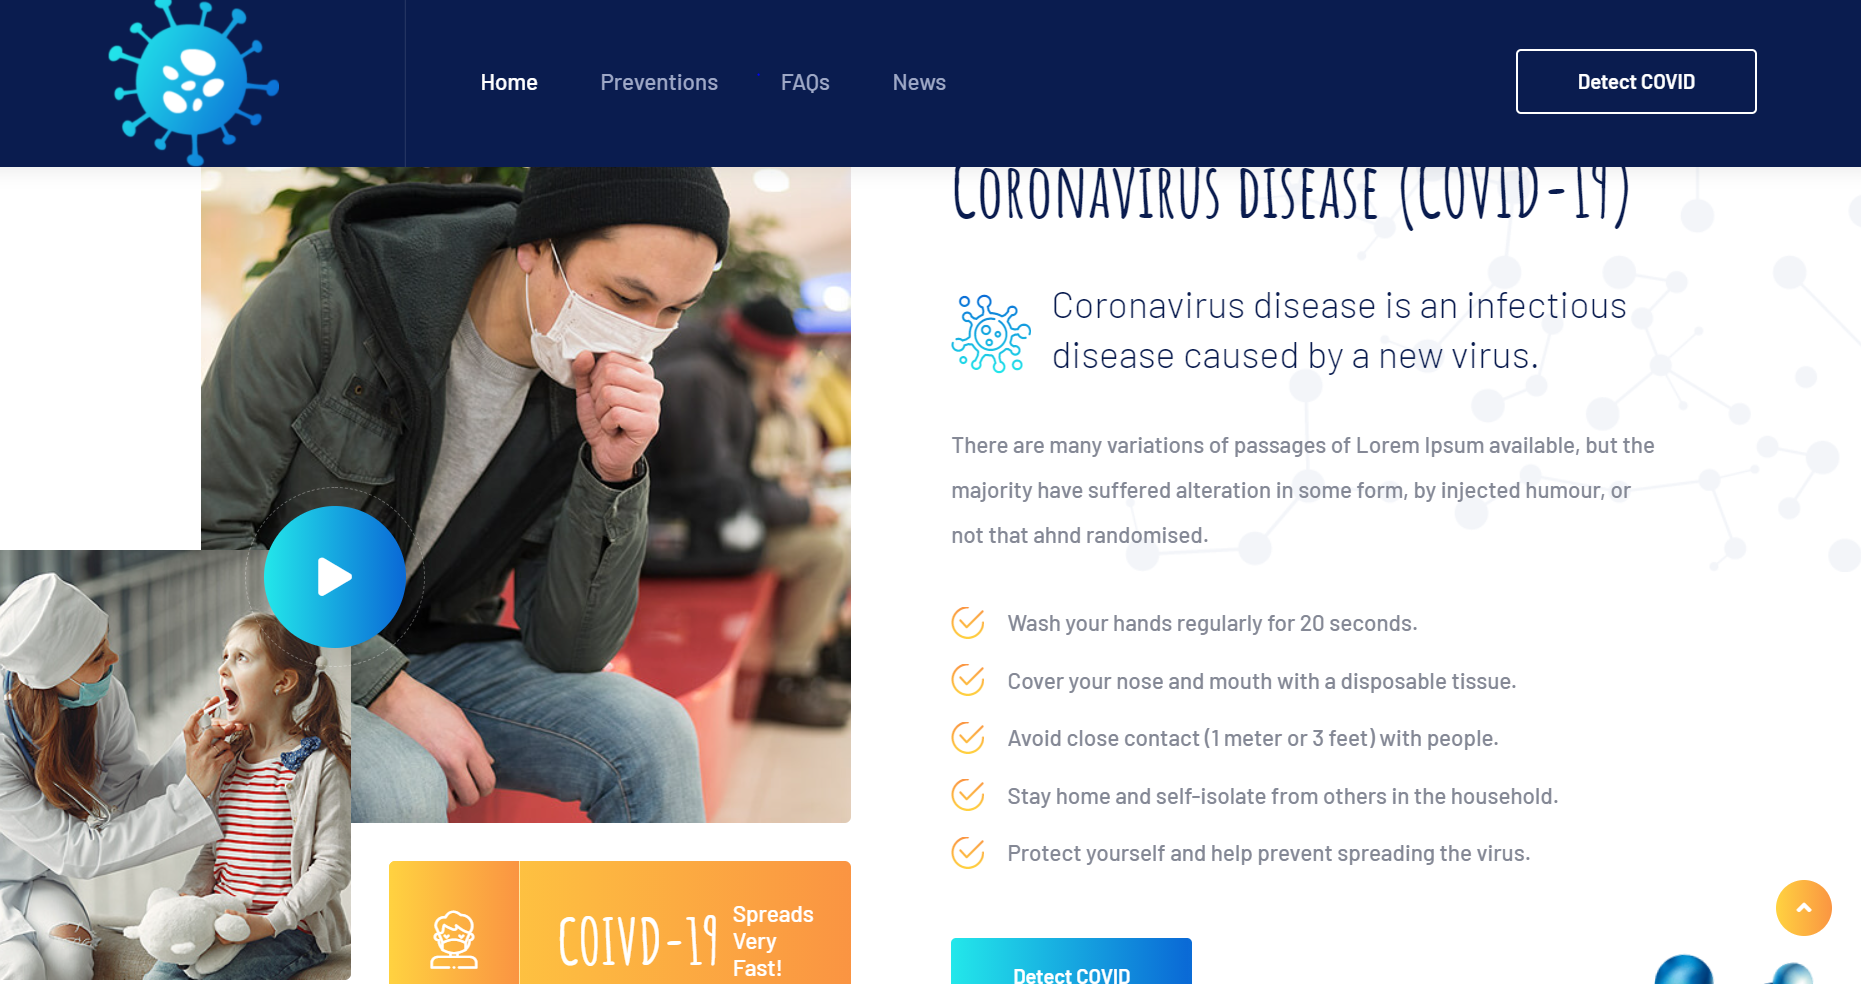 Home
Preventions
FAQs
News
Detect COVID
Coronavirus disease (COVID-19)
Coronavirus disease is an infectious
disease caused by a new virus.
There are many variations of passages of Lorem Ipsum available, but the
majority have suffered alteration in some form, by injected humour, or
not that ahnd randomised.
Wash your hands regularly for 20 seconds.
Cover your nose and mouth with a disposable tissue.
Avoid close contact (1 meter or 3 feet) with people.
Stay home and self-isolate from others in the household.
Protect yourself and help prevent spreading the virus.
COIVD-19
Spreads
Very
Fast!
Detect COVID